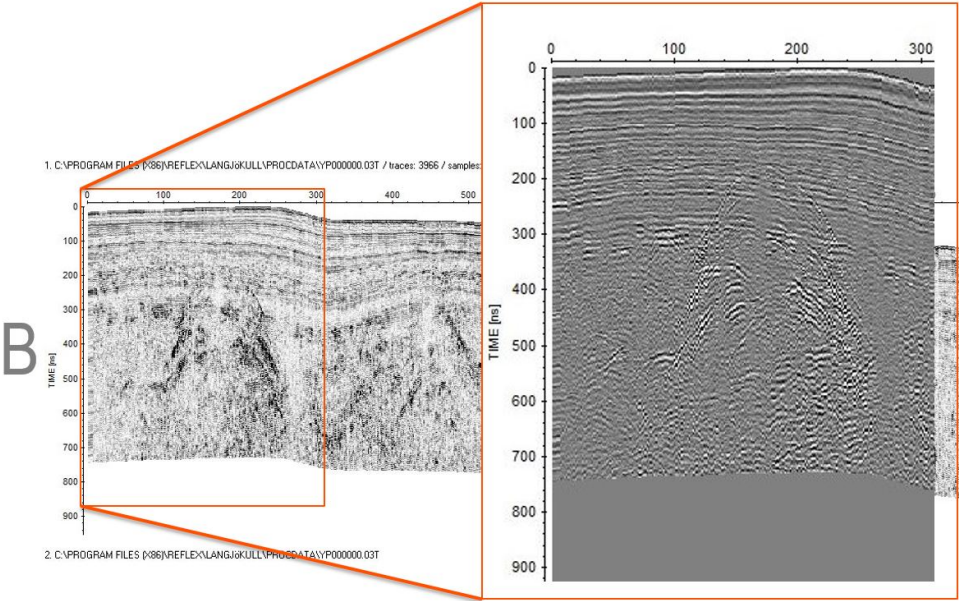 0 100 200 300
0
100
200
300
400
500
600
700
800
900
TIME [ns]
1. C:\PROGRAM FILES (X86)\REFLEX\LANGJöKULL\PROCDATA\YP000000.03T / traces: 3966 / samples:
0 100 200 300 400 500
0
100
200
300
400
500
600
700
800
900
TIME [ns]
B
2. C:\PROGRAM FILES (X86)\REFLEX\LANGJöKULL\PROCDATA\YP000000.03T